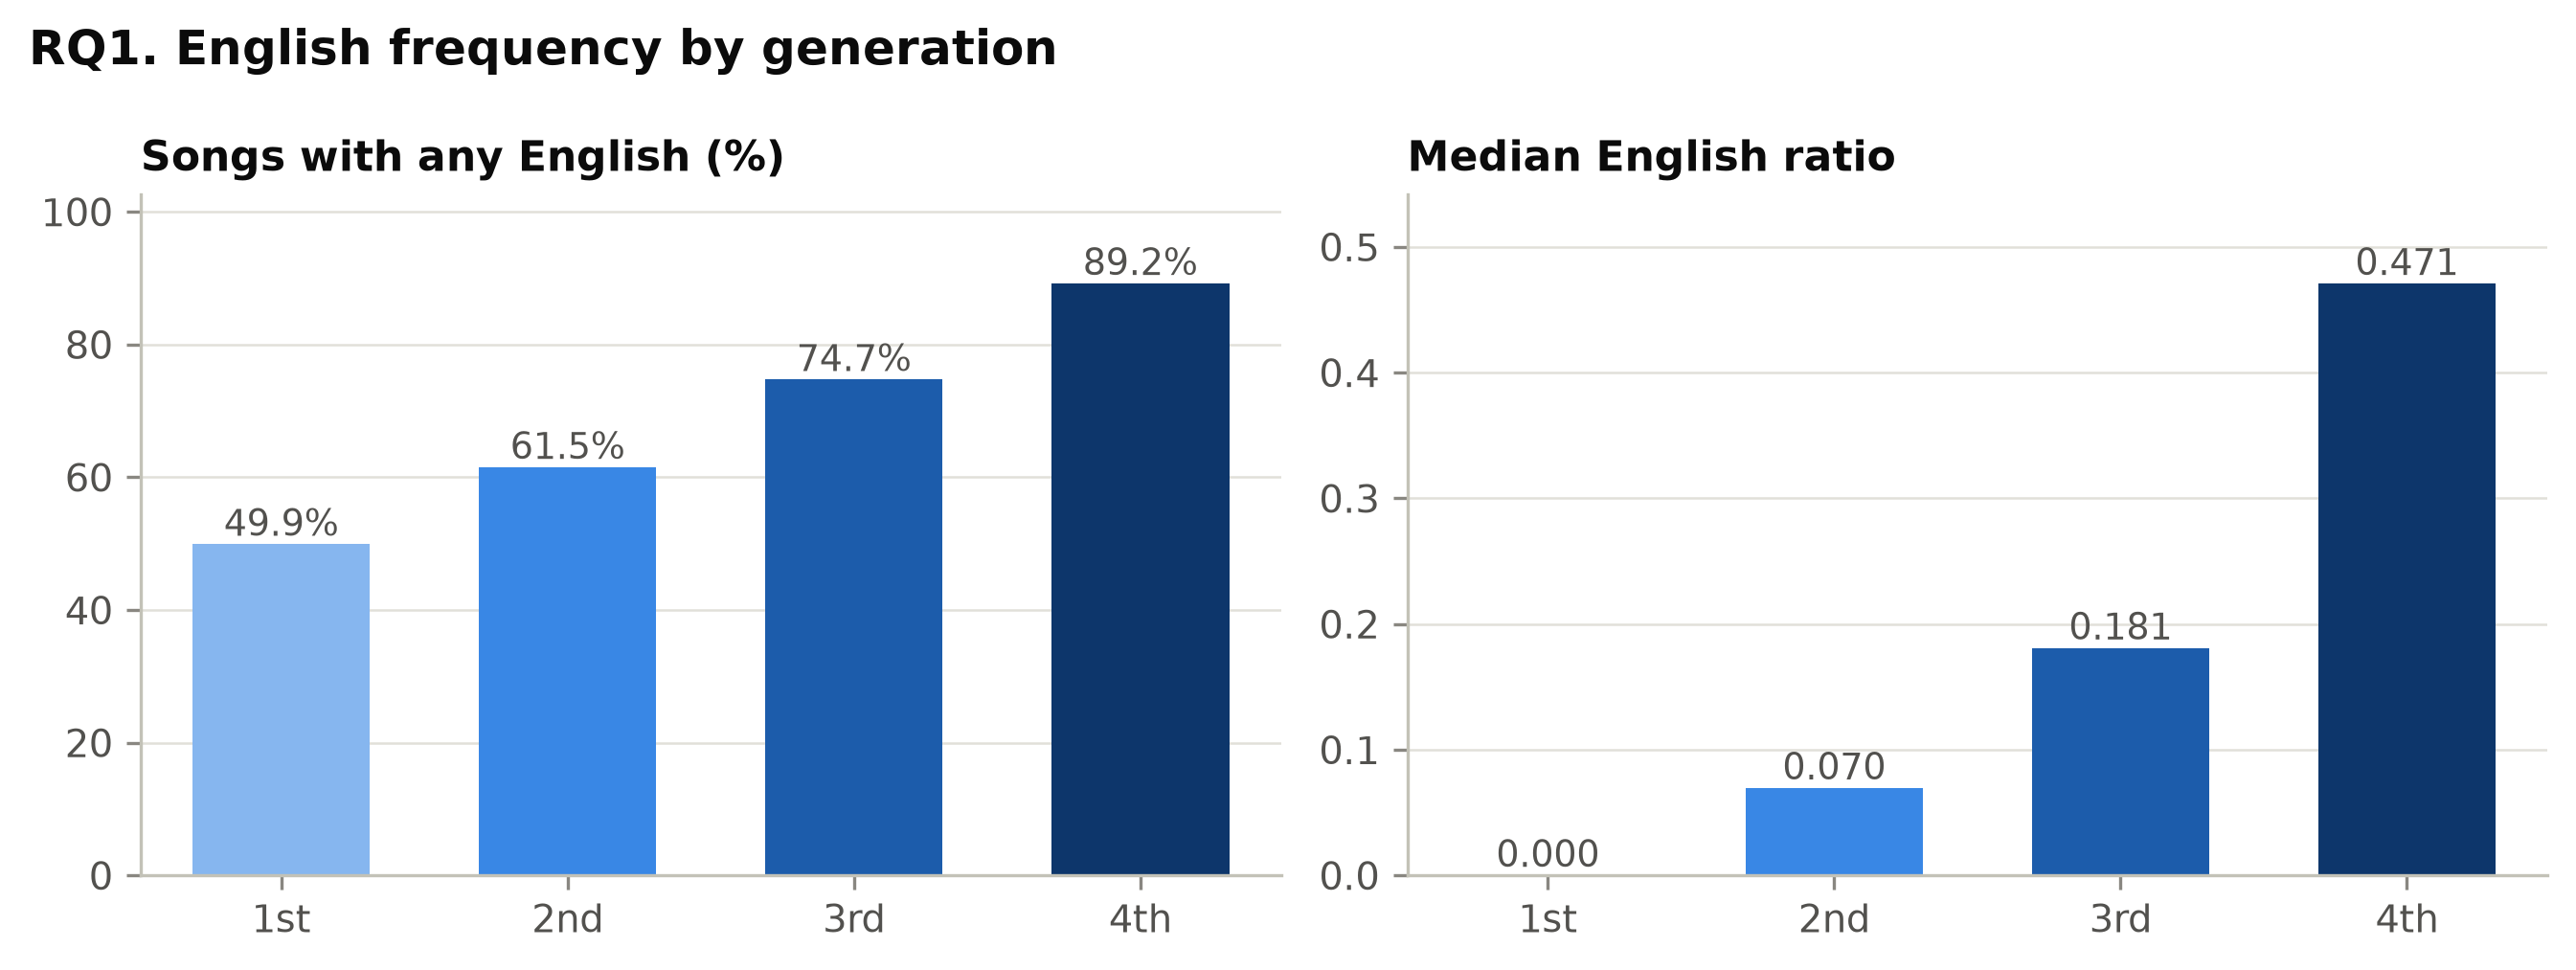 RQ1. English frequency by generation
Songs with any English (%)
100
80
60
40
20
0
49.9%
61.5%
74.7%
89.2%
1st
2nd
3rd
4th
Median English ratio
0.5
0.4
0.3
0.2
0.1
0.0
0.000
0.070
0.181
0.471
1st
2nd
3rd
4th